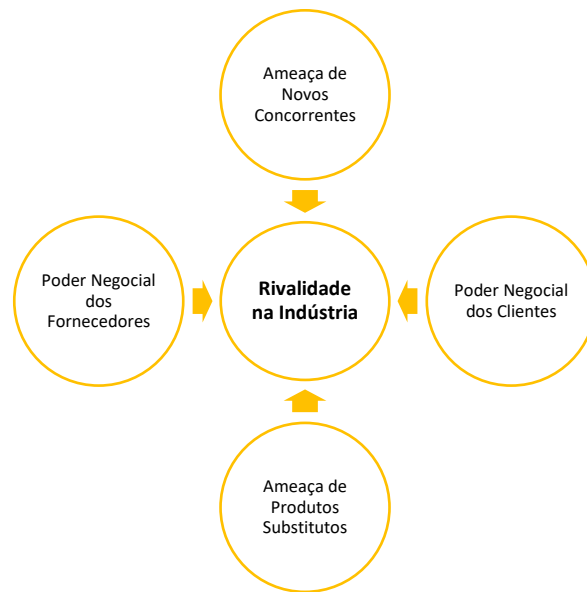 Ameaça de
Novos
Concorrentes
Poder Negocial
dos
Fornecedores
Rivalidade
na Indústria
Poder Negocial
dos Clientes
Ameaça de
Produtos
Substitutos